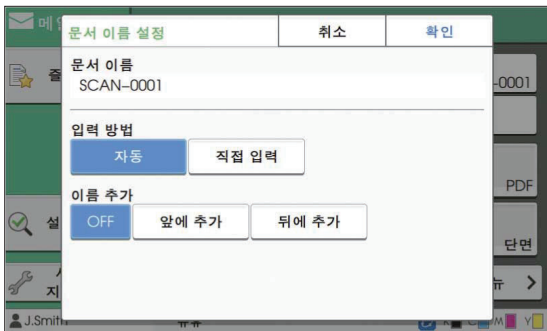 메일
문서 이름 설정
취소
확인
문서 이름
SCAN-0001
-0001
입력 방법
자동
직접 입력
PDF
이름 추가
OFF
앞에 추가
뒤에 추가
단면
J.Smith
K
C
M
Y